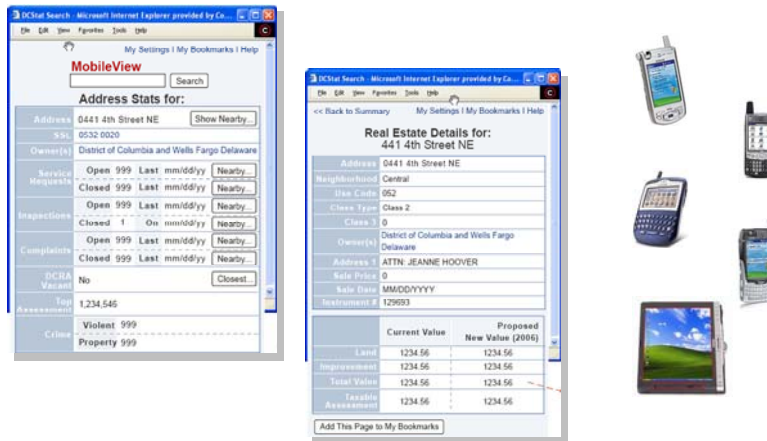 DCStat Search - Microsoft Internet Explorer provided by Co...
File Edit View Favorites Tools Help
My Settings | My Bookmarks | Help
MobileView
Search
Address Stats for:
Address 0441 4th Street NE Show Nearby...
SSL 0532 0020
Owner(s) District of Columbia and Wells Fargo Delaware
Service Requests Open 999 Last mm/dd/yy Nearby...
Closed 999 Last mm/dd/yy Nearby...
Inspections Open 999 Last mm/dd/yy Nearby...
Closed 1 On mm/dd/yy Nearby...
Complaints Open 999 Last mm/dd/yy Nearby...
Closed 999 Last mm/dd/yy Nearby...
DCRA Vacant No Closest...
Top Assessment 1,234,546
Crime Violent 999
Property 999
DCStat Search - Microsoft Internet Explorer provided by Co...
File Edit View Favorites Tools Help
<< Back to Summary My Settings | My Bookmarks | Help
Real Estate Details for:
441 4th Street NE
Address 0441 4th Street NE
Neighborhood Central
Use Code 052
Class Type Class 2
Class 3 0
Owner(s) District of Columbia and Wells Fargo
Delaware
Address 1 ATTN: JEANNE HOOVER
Sale Price 0
Sale Date MM/DD/YYYY
Instrument # 129693
Current Value Proposed
New Value (2006)
Land 1234.56 1234.56
Improvement 1234.56 1234.56
Total Value 1234.56 1234.56
Taxable Assessment 1234.56 1234.56
Add This Page to My Bookmarks